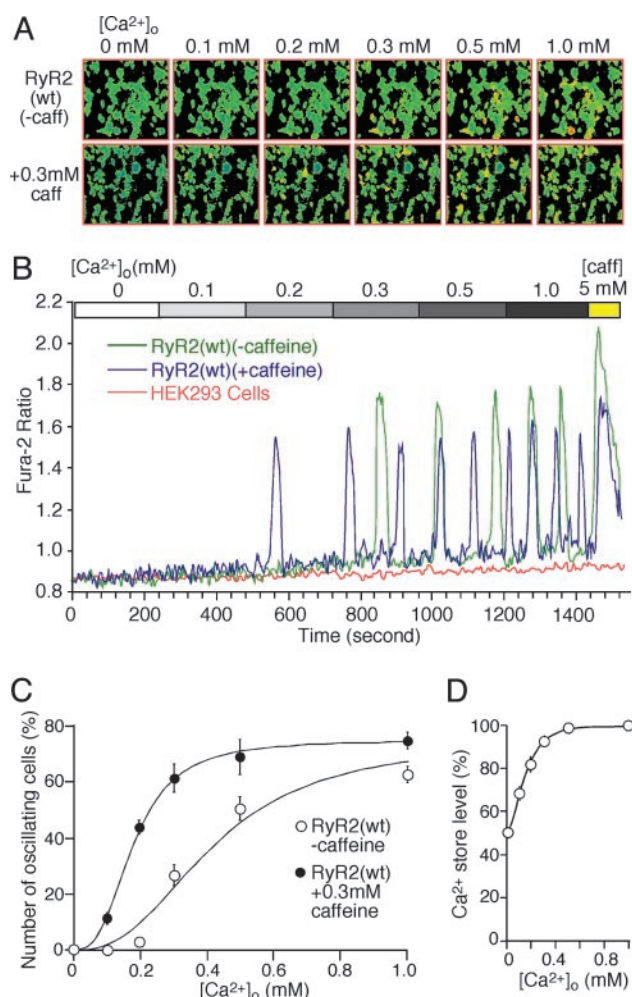 A
[Ca²⁺]o
0 mM 0.1 mM 0.2 mM 0.3 mM 0.5 mM 1.0 mM
RyR2
(wt)
(-caff)
+0.3mM
caff
B
[Ca²⁺]o(mM) [caff]
0 0.1 0.2 0.3 0.5 1.0 5 mM
2.2
2.0
1.8
1.6
1.4
1.2
1.0
0.8
Fura-2 Ratio
RyR2(wt)(-caffeine)
RyR2(wt)(+caffeine)
HEK293 Cells
0 200 400 600 800 1000 1200 1400
Time (second)
C
80
60
40
20
0
Number of oscillating cells (%)
RyR2(wt)
-caffeine
RyR2(wt)
+0.3mM
caffeine
0 0.2 0.4 0.6 0.8 1.0
[Ca²⁺]o (mM)
D
100
80
60
40
20
0
Ca²⁺ store level (%)
0 0.4 0.8
[Ca²⁺]o (mM)